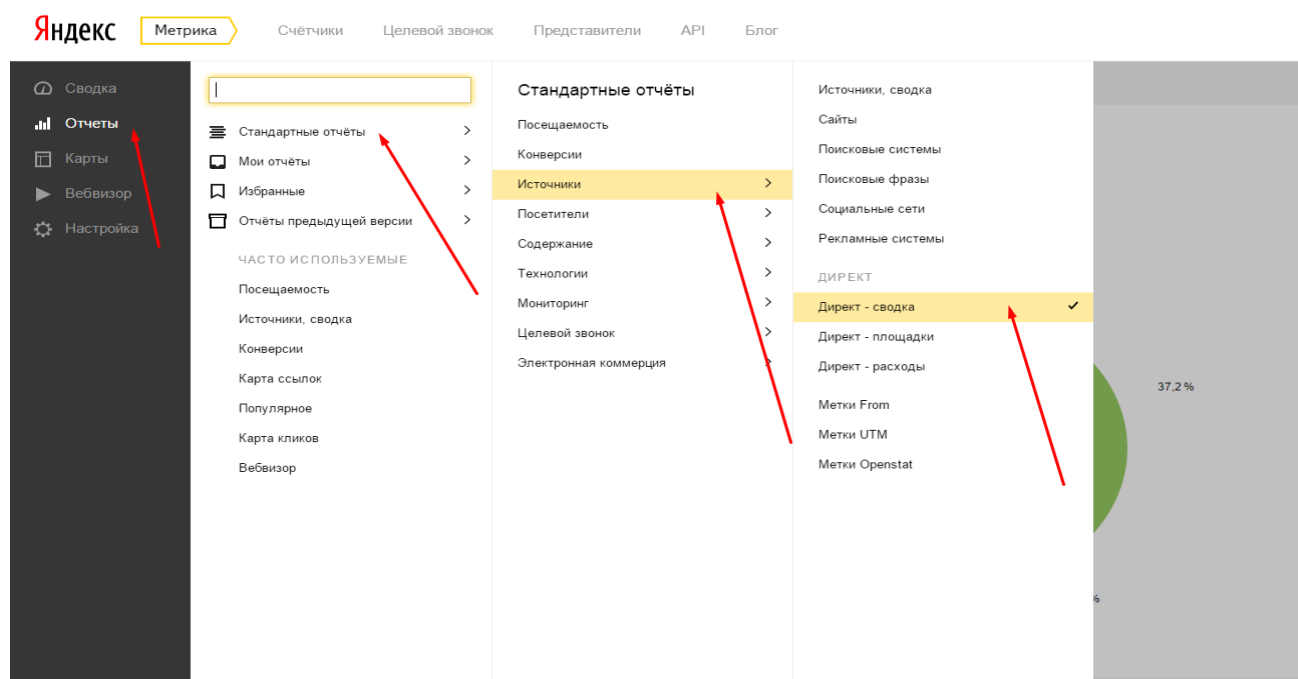 Яндекс Метрика Счётчики Целевой звонок Представители API Блог
Сводка
Отчеты
Карты
Вебвизор
Настройка
Стандартные отчёты
Мои отчёты
Избранные
Отчёты предыдущей версии
ЧАСТО ИСПОЛЬЗУЕМЫЕ
Посещаемость
Источники, сводка
Конверсии
Карта ссылок
Популярное
Карта кликов
Вебвизор
Стандартные отчёты
Посещаемость
Конверсии
Источники
Посетители
Содержание
Технологии
Мониторинг
Целевой звонок
Электронная коммерция
Источники, сводка
Сайты
Поисковые системы
Поисковые фразы
Социальные сети
Рекламные системы
ДИРЕКТ
Директ - сводка
Директ - площадки
Директ - расходы
Метки From
Метки UTM
Метки Openstat
37,2 %
%